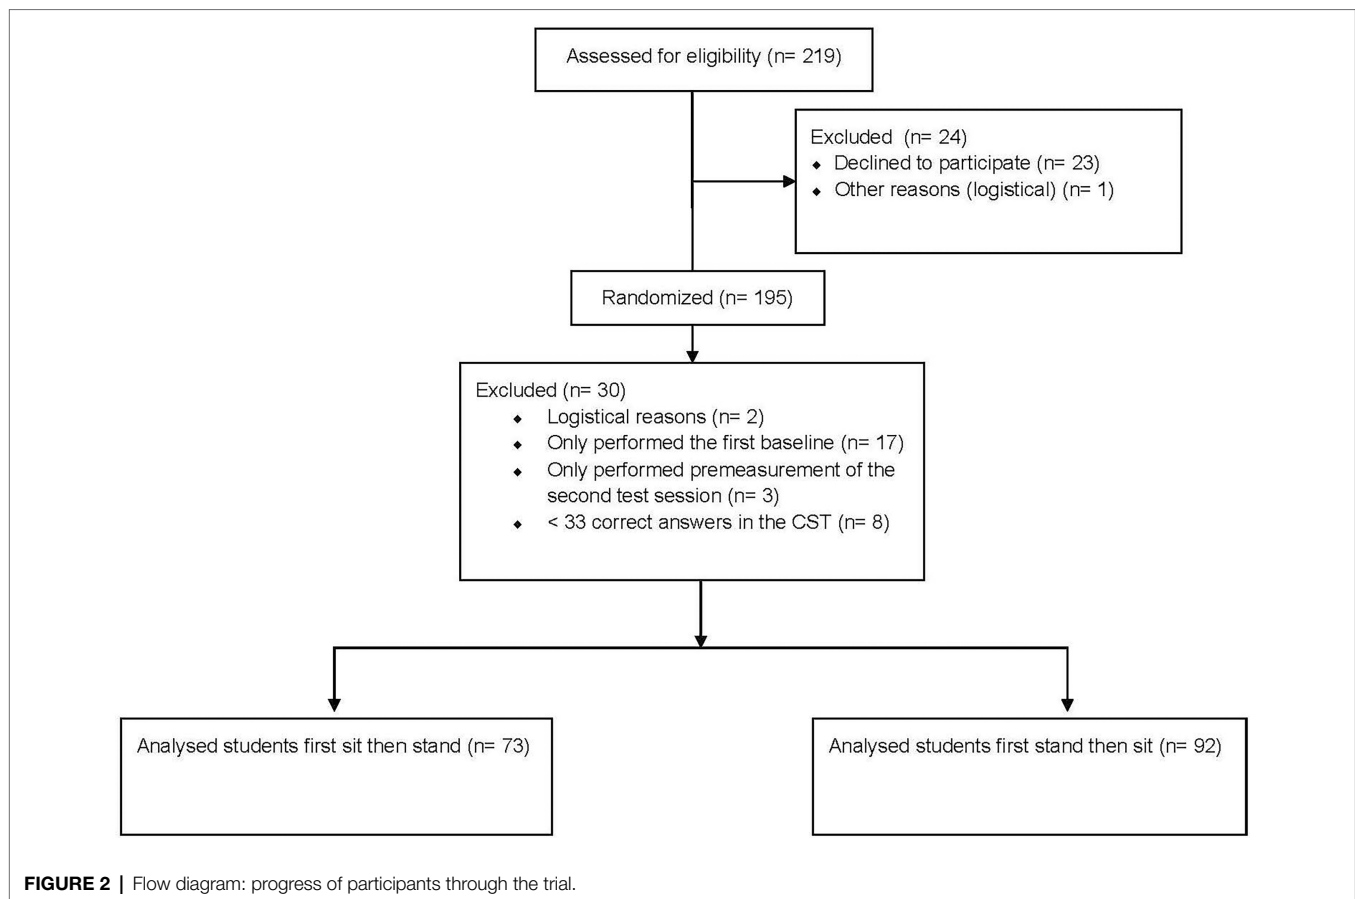 Assessed for eligibility (n= 219)
Excluded (n= 24)
◆ Declined to participate (n= 23)
◆ Other reasons (logistical) (n= 1)
Randomized (n= 195)
Excluded (n= 30)
◆ Logistical reasons (n= 2)
◆ Only performed the first baseline (n= 17)
◆ Only performed premeasurement of the
second test session (n= 3)
◆ < 33 correct answers in the CST (n= 8)
Analysed students first sit then stand (n= 73)
Analysed students first stand then sit (n= 92)
FIGURE 2 | Flow diagram: progress of participants through the trial.